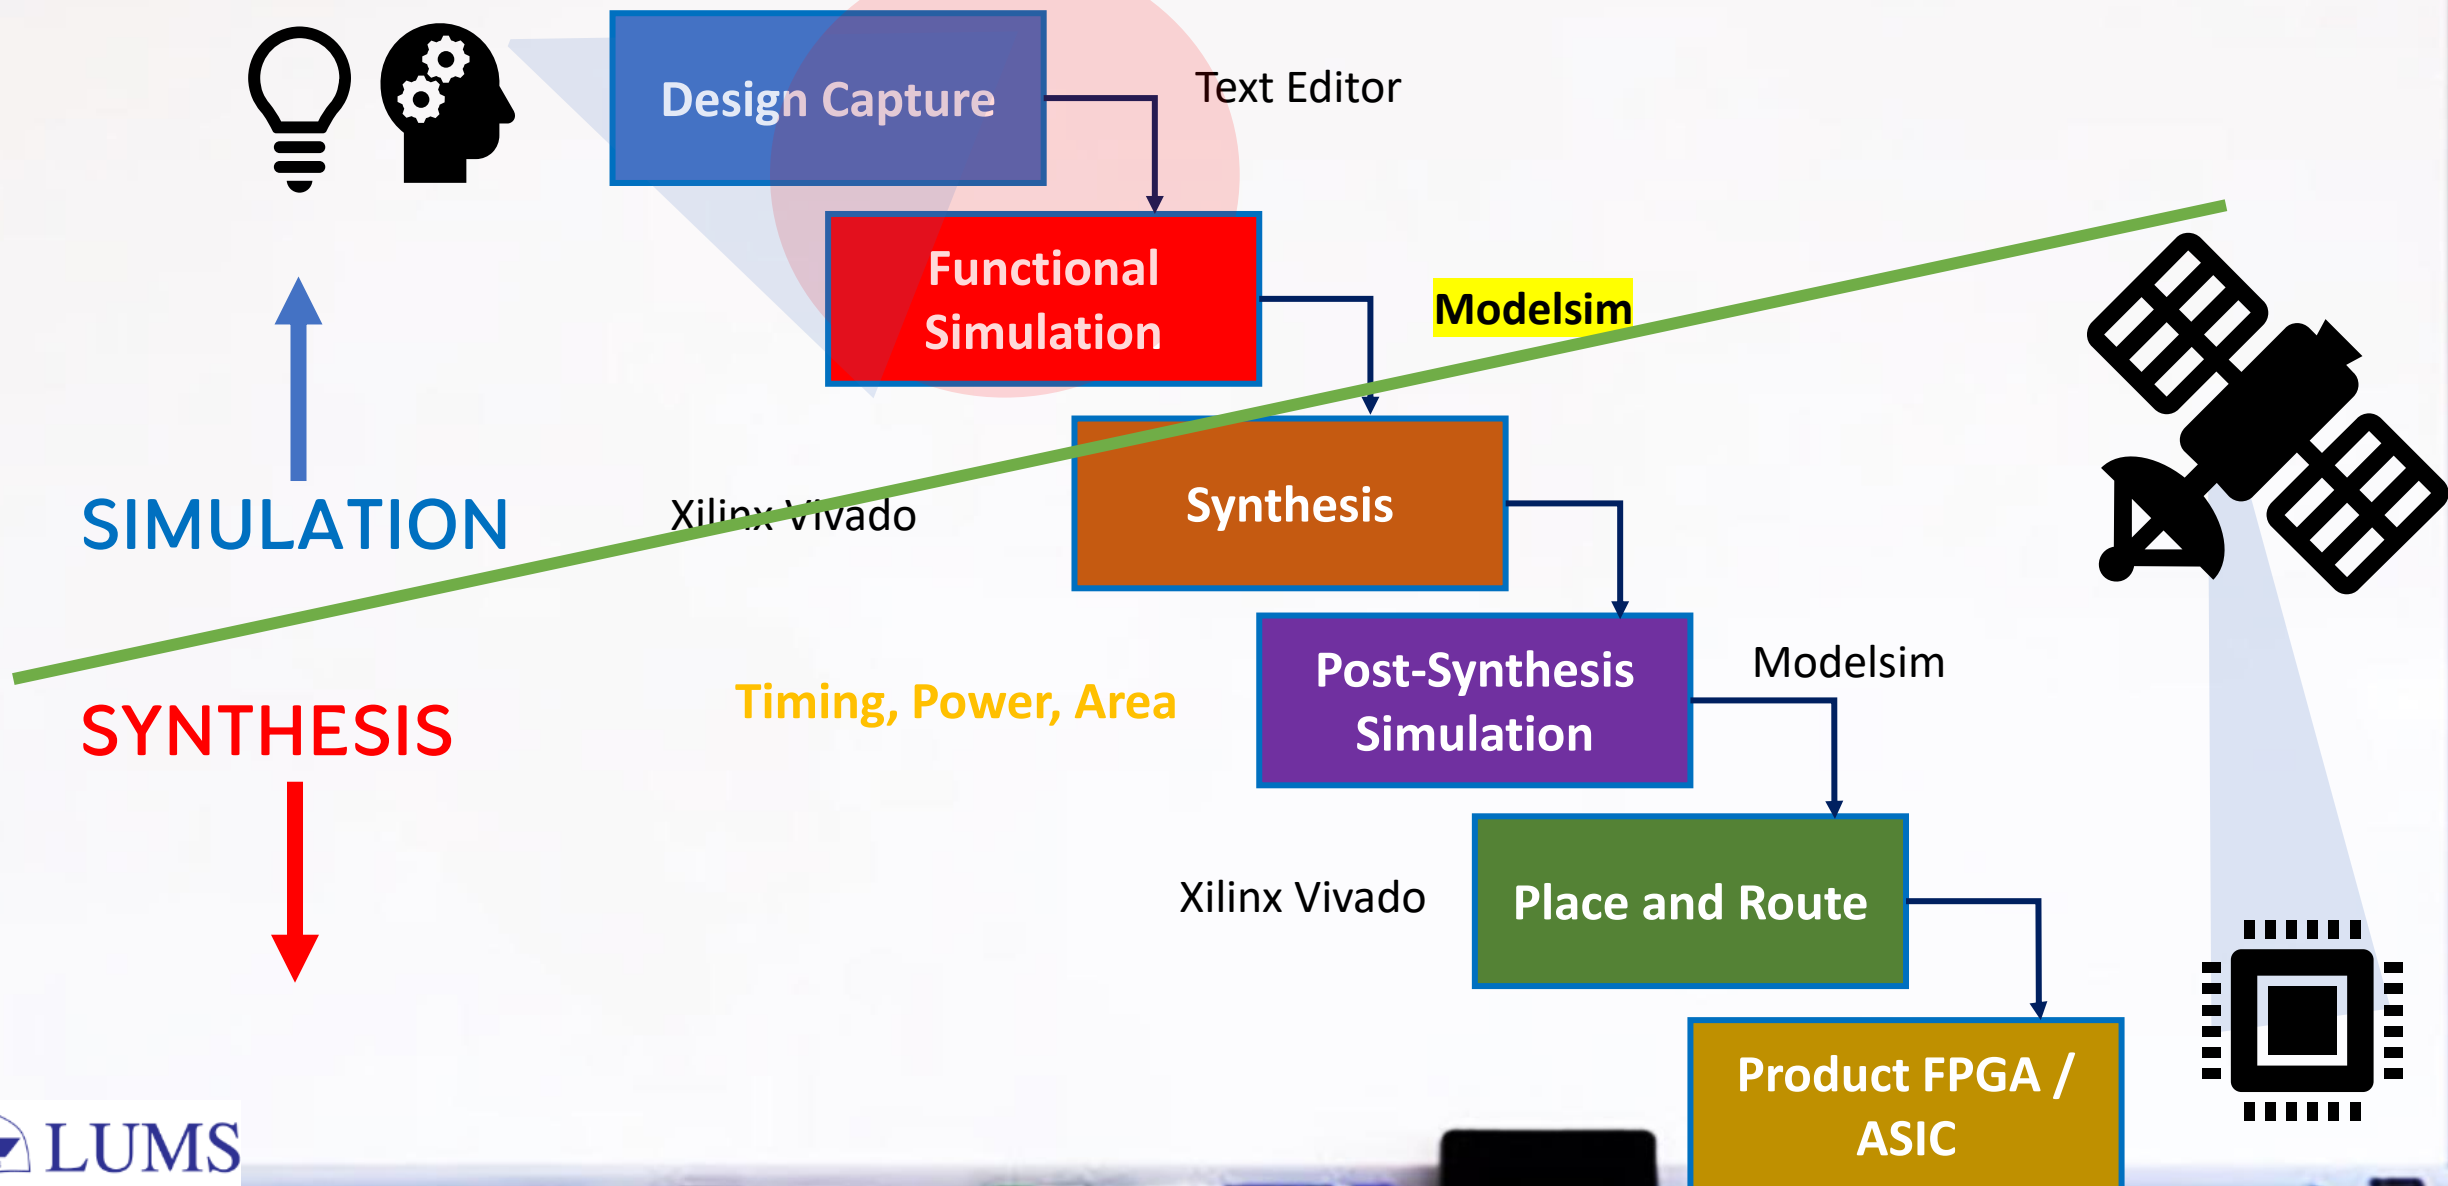 Design Capture
Text Editor
Functional
Simulation
Modelsim
SIMULATION
Xilinx Vivado
Synthesis
SYNTHESIS
Timing, Power, Area
Post-Synthesis
Simulation
Modelsim
Xilinx Vivado
Place and Route
Product FPGA /
ASIC
LUMS